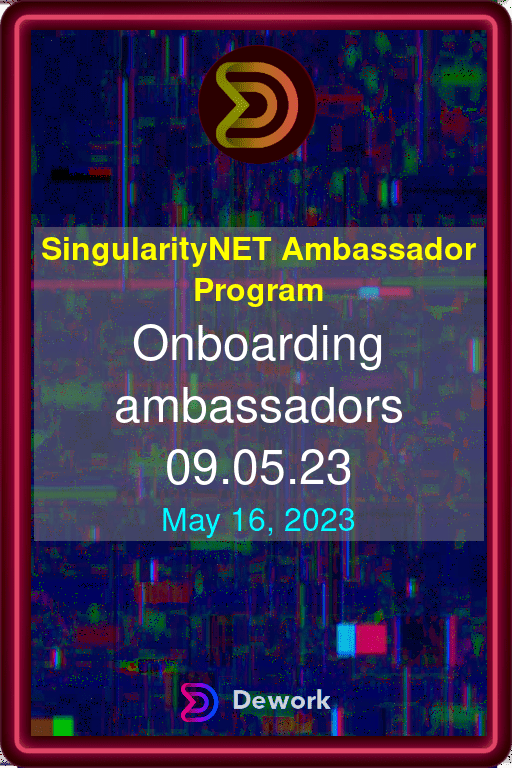 SingularityNET Ambassador
Program
Onboarding
ambassadors
09.05.23
May 16, 2023
Dework